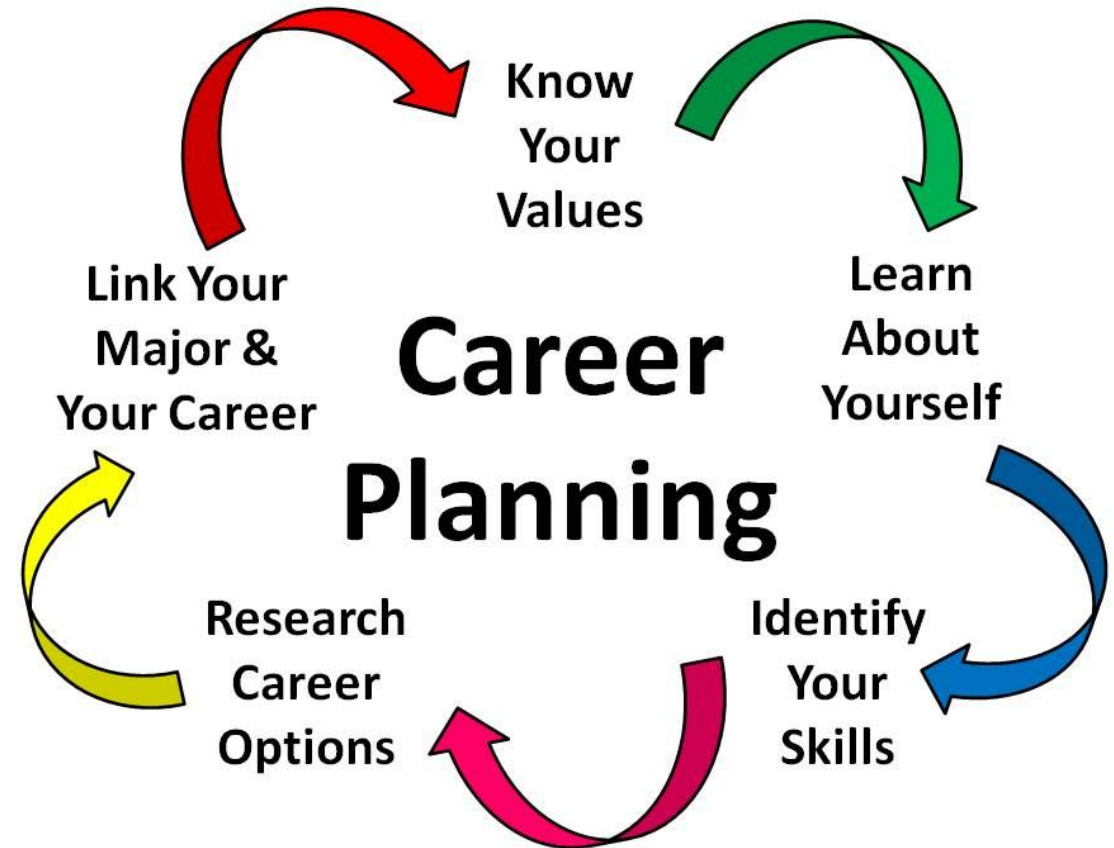 Know
Your
Values
Learn
About
Yourself
Identify
Your
Skills
Research
Career
Options
Link Your
Major &
Your Career
Career
Planning